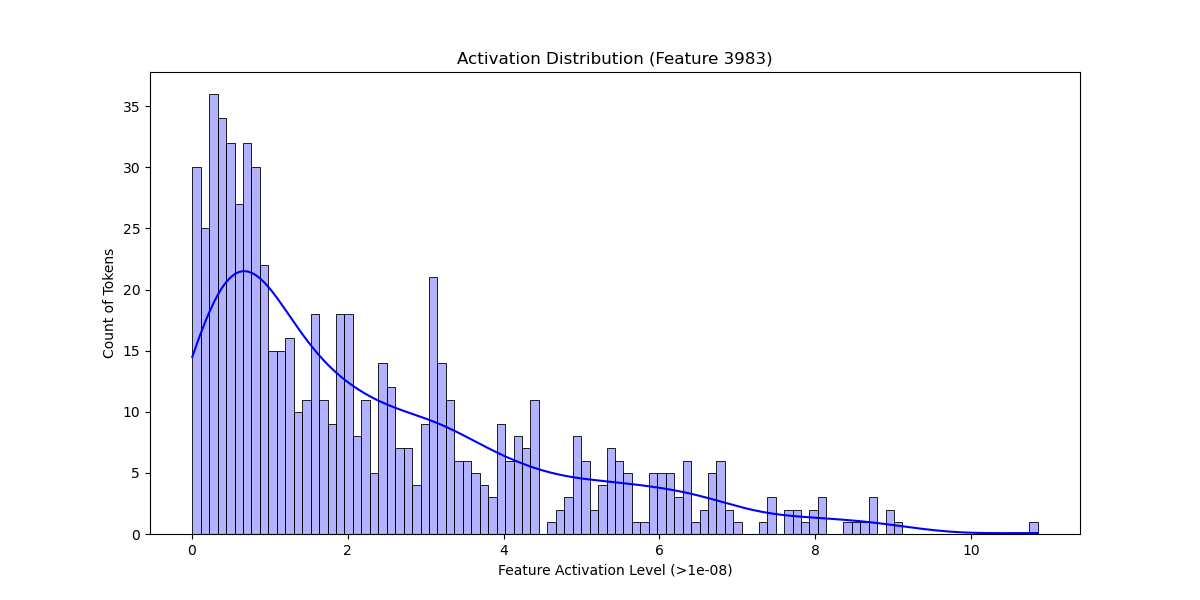 Activation Distribution (Feature 3983)
35
30
25
20
15
10
5
0
Count of Tokens
0 2 4 6 8 10
Feature Activation Level (>1e-08)